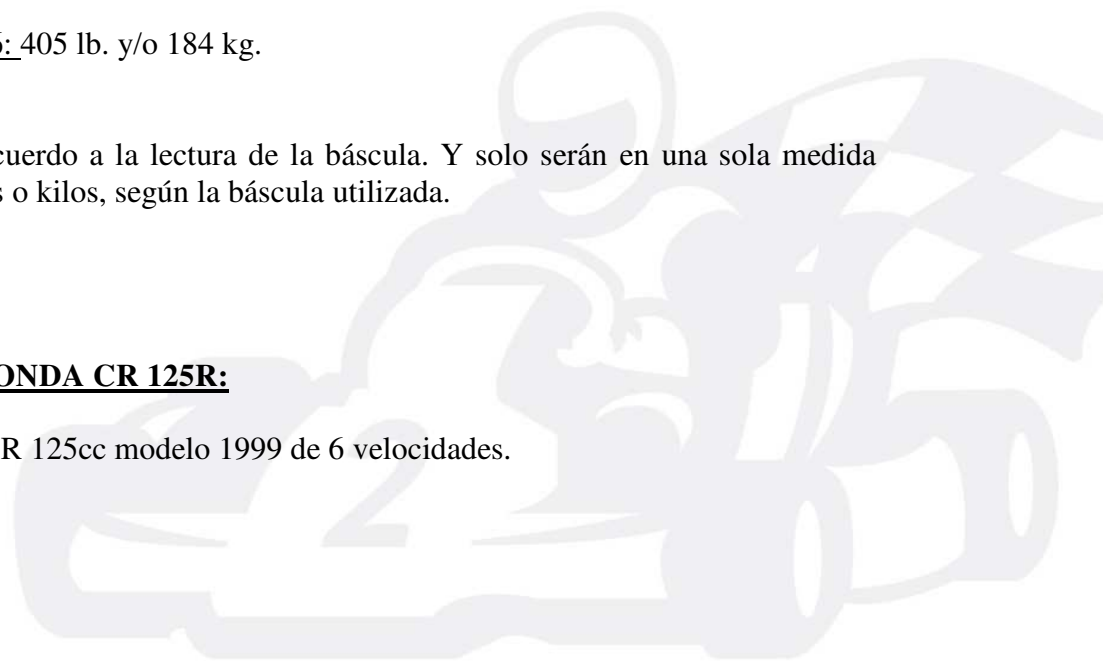 : 405 lb. y/o 184 kg.
cuerdo a la lectura de la báscula. Y solo serán en una sola medida
s o kilos, según la báscula utilizada.
ONDA CR 125R:
R 125cc modelo 1999 de 6 velocidades.
2